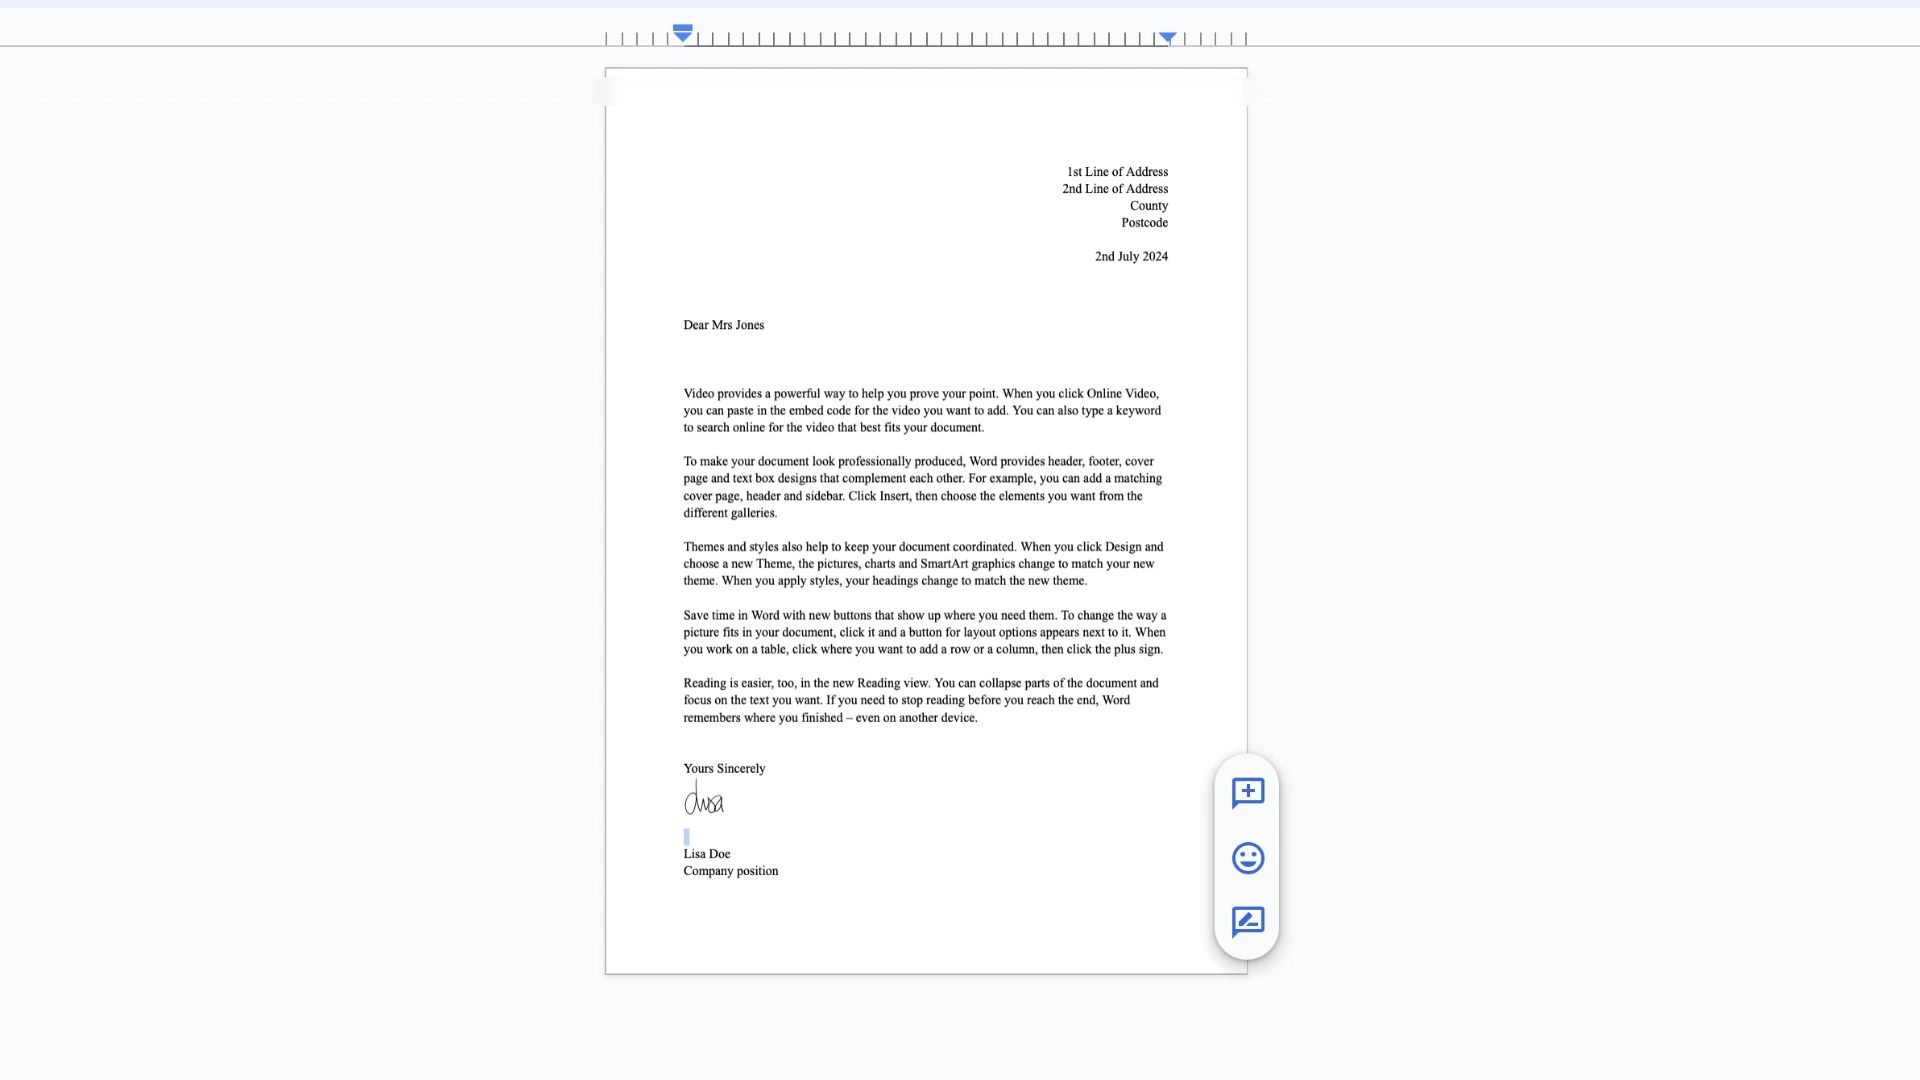 1st Line of Address
2nd Line of Address
County
Postcode
2nd July 2024
Dear Mrs Jones
Video provides a powerful way to help you prove your point. When you click Online Video,
you can paste in the embed code for the video you want to add. You can also type a keyword
to search online for the video that best fits your document.
To make your document look professionally produced, Word provides header, footer, cover
page and text box designs that complement each other. For example, you can add a matching
cover page, header and sidebar. Click Insert, then choose the elements you want from the
different galleries.
Themes and styles also help to keep your document coordinated. When you click Design and
choose a new Theme, the pictures, charts and SmartArt graphics change to match your new
theme. When you apply styles, your headings change to match the new theme.
Save time in Word with new buttons that show up where you need them. To change the way a
picture fits in your document, click it and a button for layout options appears next to it. When
you work on a table, click where you want to add a row or a column, then click the plus sign.
Reading is easier, too, in the new Reading view. You can collapse parts of the document and
focus on the text you want. If you need to stop reading before you reach the end, Word
remembers where you finished – even on another device.
Yours Sincerely
Lisa
Lisa Doe
Company position